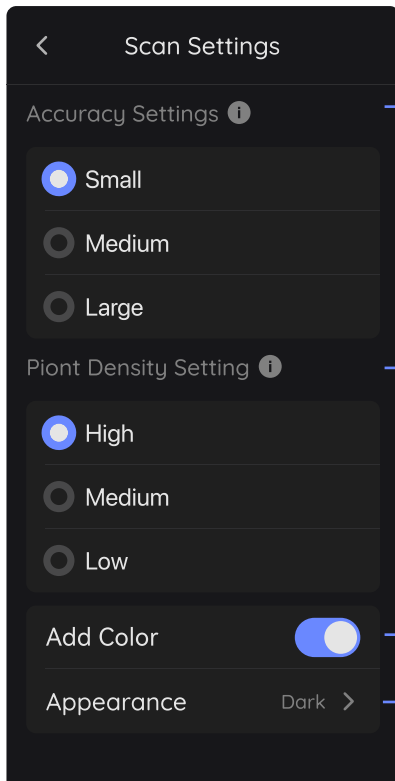 Scan Settings
Accuracy Settings
Small
Medium
Large
Piont Density Setting
High
Medium
Low
Add Color
Appearance Dark